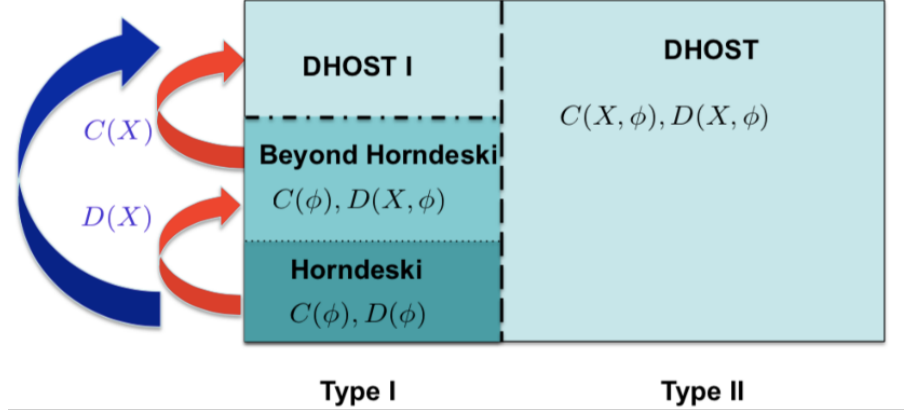 DHOST I
DHOST
C(X)
C(X, ϕ), D(X, ϕ)
Beyond Horndeski
C(ϕ), D(X, ϕ)
D(X)
Horndeski
C(ϕ), D(ϕ)
Type I
Type II